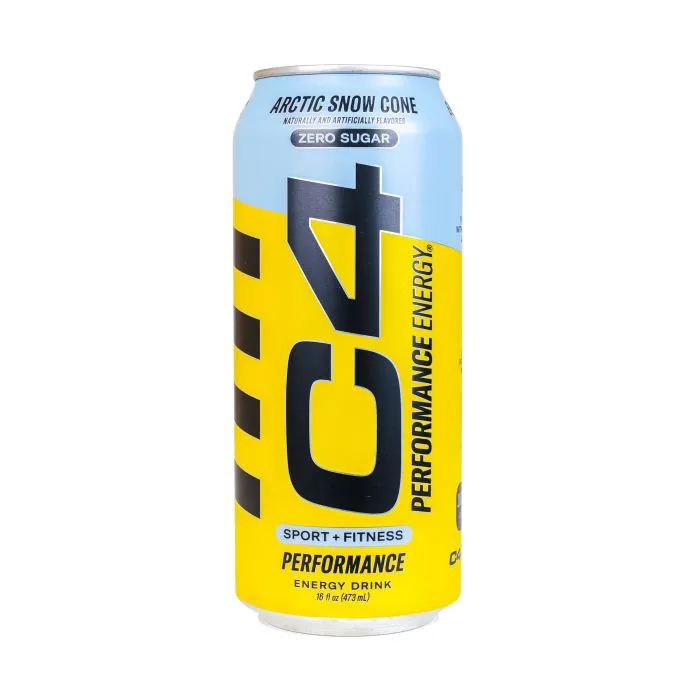 ARCTIC SNOW CONE
NATURALLY AND ARTIFICIALLY FLAVORED
ZERO SUGAR
C4
PERFORMANCE ENERGY®
SPORT + FITNESS
PERFORMANCE
ENERGY DRINK
16 fl oz (473 mL)
C4